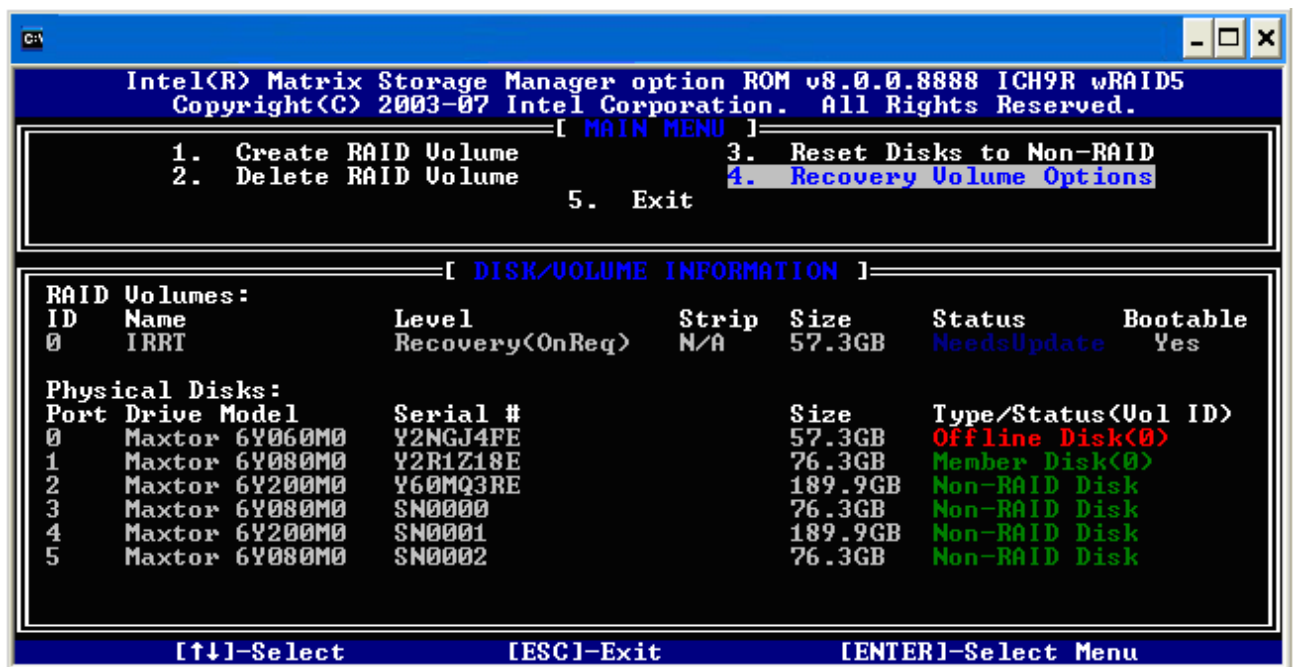 C:\
Intel(R) Matrix Storage Manager option ROM v8.0.0.8888 ICH9R wRAID5
Copyright(C) 2003-07 Intel Corporation. All Rights Reserved.
[ MAIN MENU ]
1. Create RAID Volume 3. Reset Disks to Non-RAID
2. Delete RAID Volume 4. Recovery Volume Options
5. Exit
[ DISK/VOLUME INFORMATION ]
RAID Volumes:
ID Name Level Strip Size Status Bootable
0 IRRT Recovery(OnReq) N/A 57.3GB NeedsUpdate Yes
Physical Disks:
Port Drive Model Serial # Size Type/Status(Vol ID)
0 Maxtor 6Y060M0 Y2NGJ4FE 57.3GB Offline Disk(0)
1 Maxtor 6Y080M0 Y2R1Z18E 76.3GB Member Disk(0)
2 Maxtor 6Y200M0 Y60MQ3RE 189.9GB Non-RAID Disk
3 Maxtor 6Y080M0 SN0000 76.3GB Non-RAID Disk
4 Maxtor 6Y200M0 SN0001 189.9GB Non-RAID Disk
5 Maxtor 6Y080M0 SN0002 76.3GB Non-RAID Disk
[↑↓]-Select [ESC]-Exit [ENTER]-Select Menu